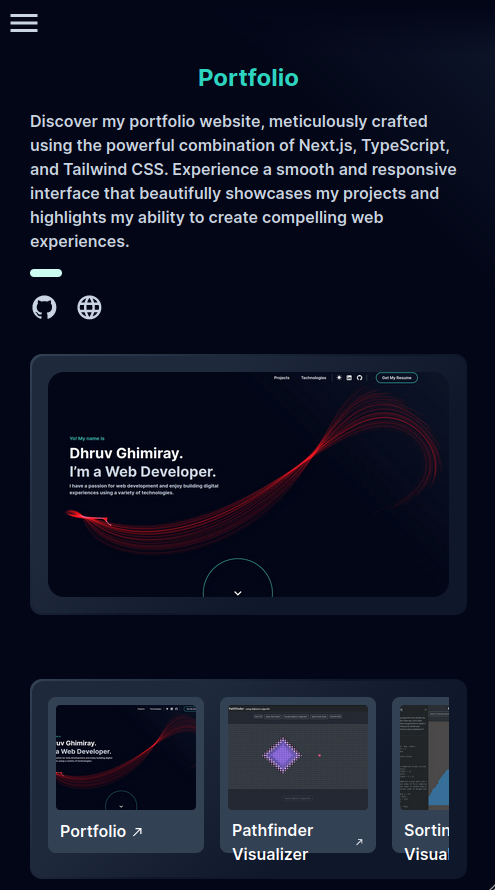 Portfolio
Discover my portfolio website, meticulously crafted
using the powerful combination of Next.js, TypeScript,
and Tailwind CSS. Experience a smooth and responsive
interface that beautifully showcases my projects and
highlights my ability to create compelling web
experiences.
Projects Technologies Get My Resume
Yo! My name is
Dhruv Ghimiray.
I'm a Web Developer.
I have a passion for web development and enjoy building digital
experiences using a variety of technologies.
uv Ghimiray.
a Web Developer.
Pathfinder
Portfolio
Pathfinder
Visualizer
Sortin
Visual